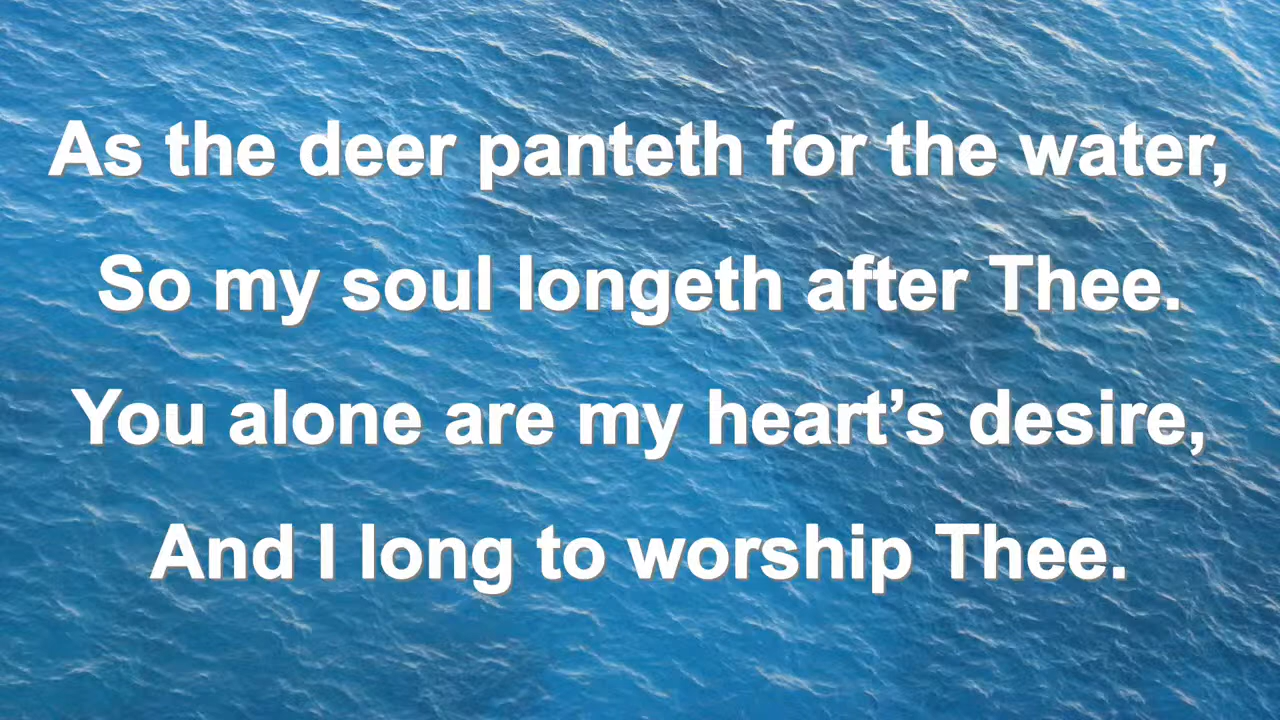 As the deer panteth for the water,
So my soul longeth after Thee.
You alone are my heart’s desire,
And I long to worship Thee.